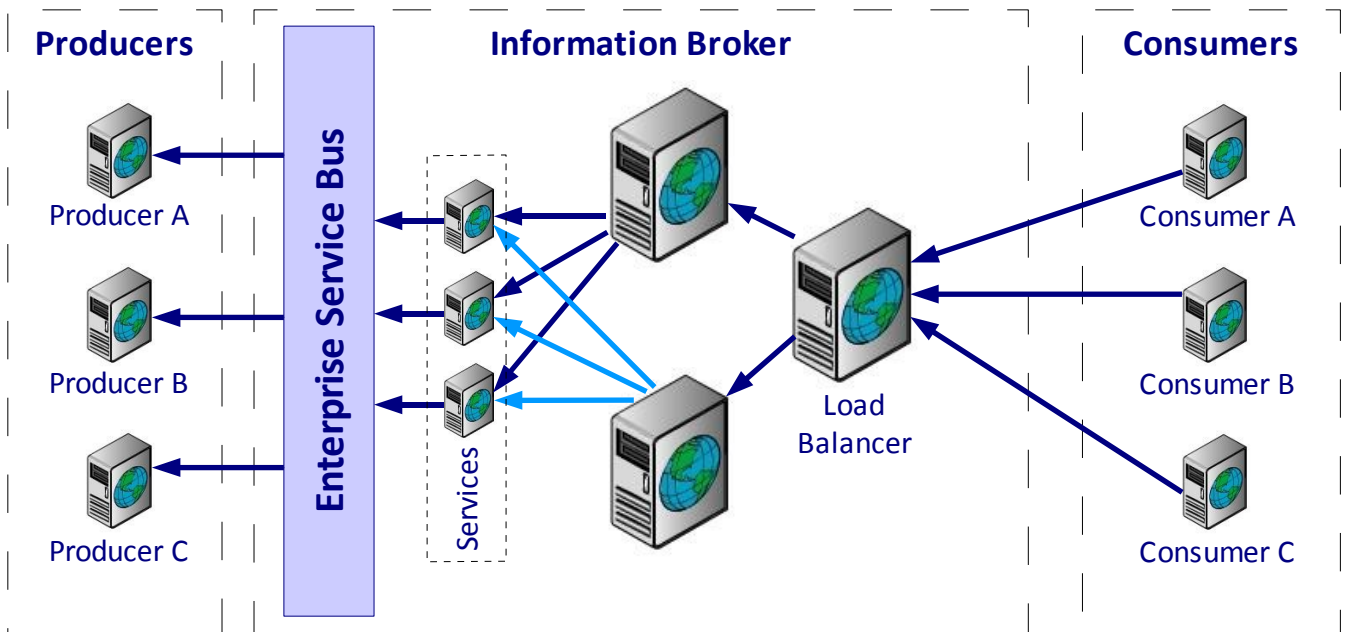 Producers
Information Broker
Consumers
Enterprise Service Bus
Producer A
Producer B
Producer C
Services
Load
Balancer
Consumer A
Consumer B
Consumer C